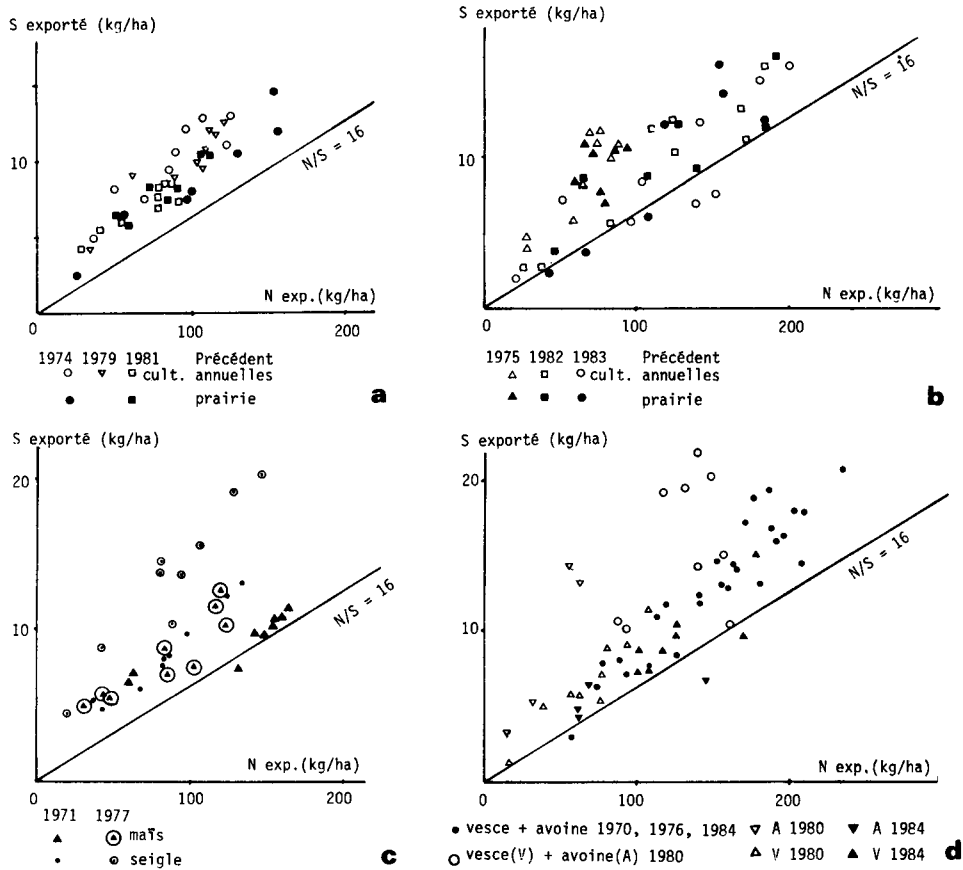 S exporté (kg/ha)
10
N/S = 16
N exp.(kg/ha)
0 100 200
1974 1979 1981 Précédent
cult. annuelles
prairie
a
S exporté (kg/ha)
10
N/S = 16
N exp.(kg/ha)
0 100 200
1975 1982 1983 Précédent
cult. annuelles
prairie
b
S exporté (kg/ha)
20
10
N/S = 16
N exp.(kg/ha)
0 100 200
1971 1977
maïs
seigle
c
S exporté (kg/ha)
20
10
N/S = 16
N exp.(kg/ha)
0 100 200
vesce + avoine 1970, 1976, 1984 A 1980 A 1984
vesce(V) + avoine(A) 1980 V 1980 V 1984
d